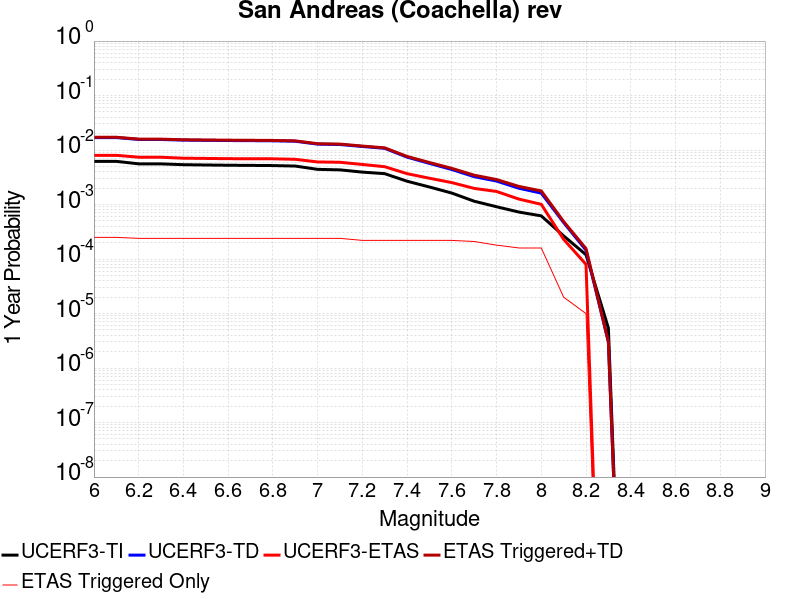 San Andreas (Coachella) rev
1 Year Probability
10^0
10^-1
10^-2
10^-3
10^-4
10^-5
10^-6
10^-7
10^-8
6 6.2 6.4 6.6 6.8 7 7.2 7.4 7.6 7.8 8 8.2 8.4 8.6 8.8 9
Magnitude
UCERF3-TI UCERF3-TD UCERF3-ETAS ETAS Triggered+TD
ETAS Triggered Only